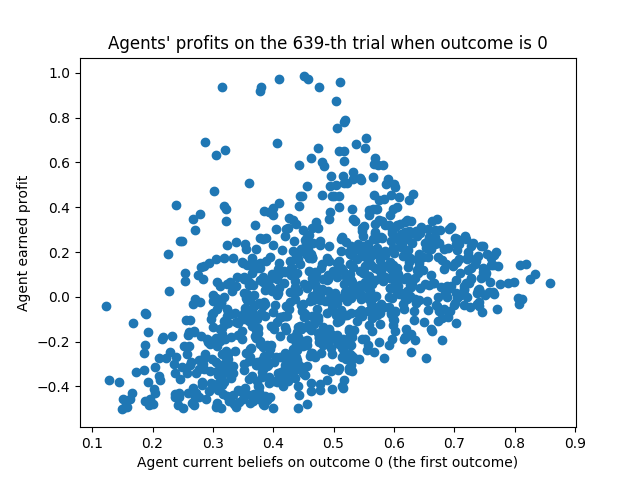 Agents' profits on the 639-th trial when outcome is 0
1.0
0.8
0.6
0.4
0.2
0.0
−0.2
−0.4
Agent earned profit
0.1 0.2 0.3 0.4 0.5 0.6 0.7 0.8 0.9
Agent current beliefs on outcome 0 (the first outcome)